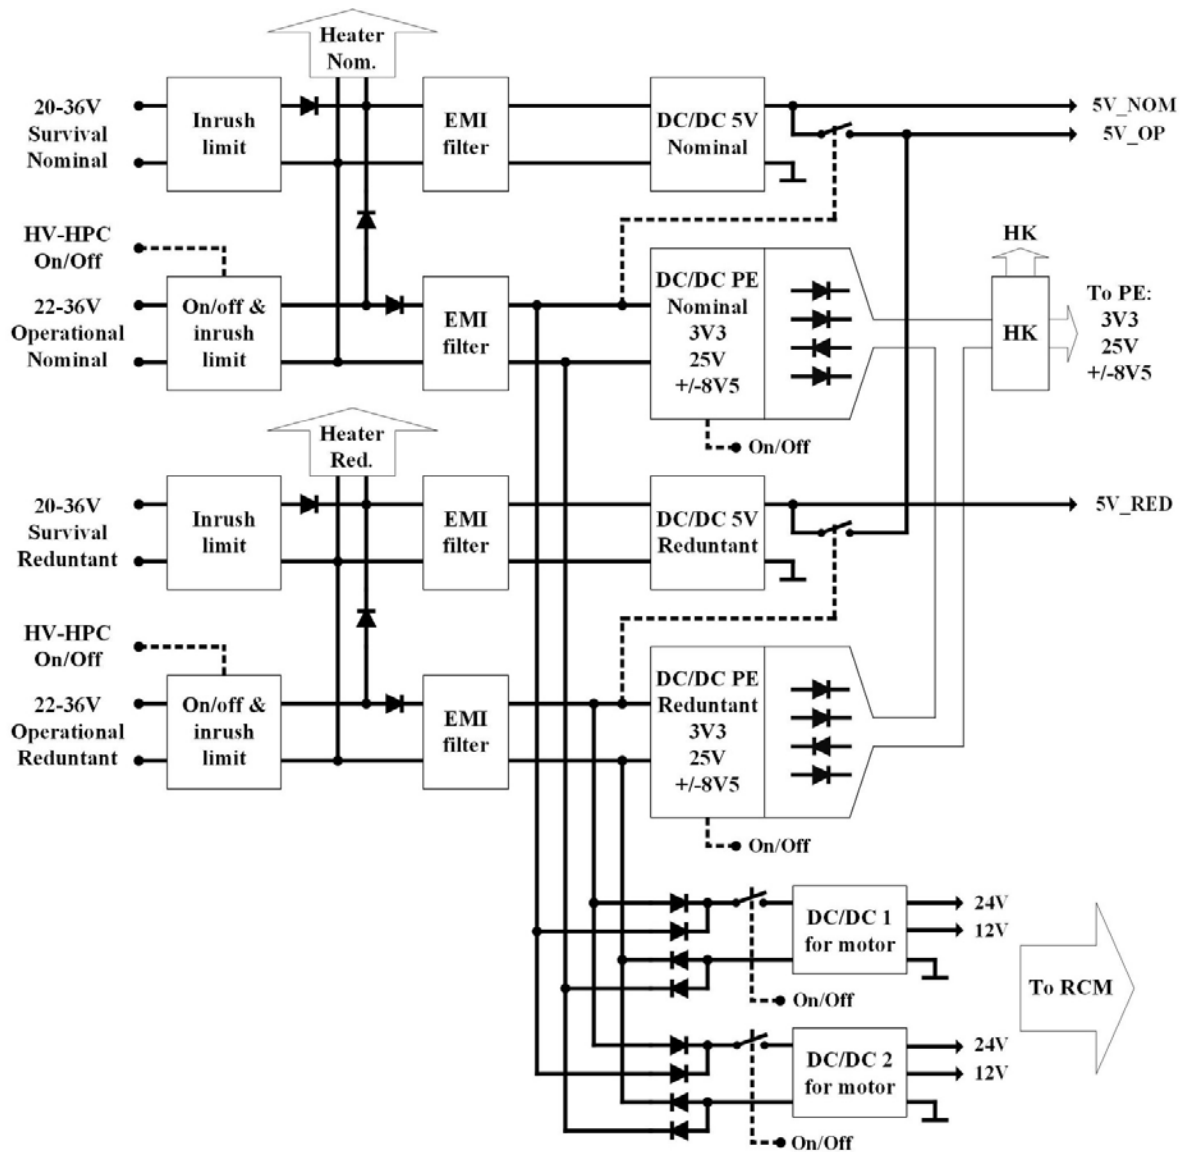 Heater
Nom.
20-36V
Survival
Nominal
Inrush
limit
EMI
filter
DC/DC 5V
Nominal
5V_NOM
5V_OP
HV-HPC
On/Off
22-36V
Operational
Nominal
On/off &
inrush
limit
EMI
filter
DC/DC PE
Nominal
3V3
25V
+/-8V5
On/Off
HK
HK
To PE:
3V3
25V
+/-8V5
Heater
Red.
20-36V
Survival
Reduntant
Inrush
limit
EMI
filter
DC/DC 5V
Reduntant
5V_RED
HV-HPC
On/Off
22-36V
Operational
Reduntant
On/off &
inrush
limit
EMI
filter
DC/DC PE
Reduntant
3V3
25V
+/-8V5
On/Off
DC/DC 1
for motor
24V
12V
On/Off
To RCM
DC/DC 2
for motor
24V
12V
On/Off